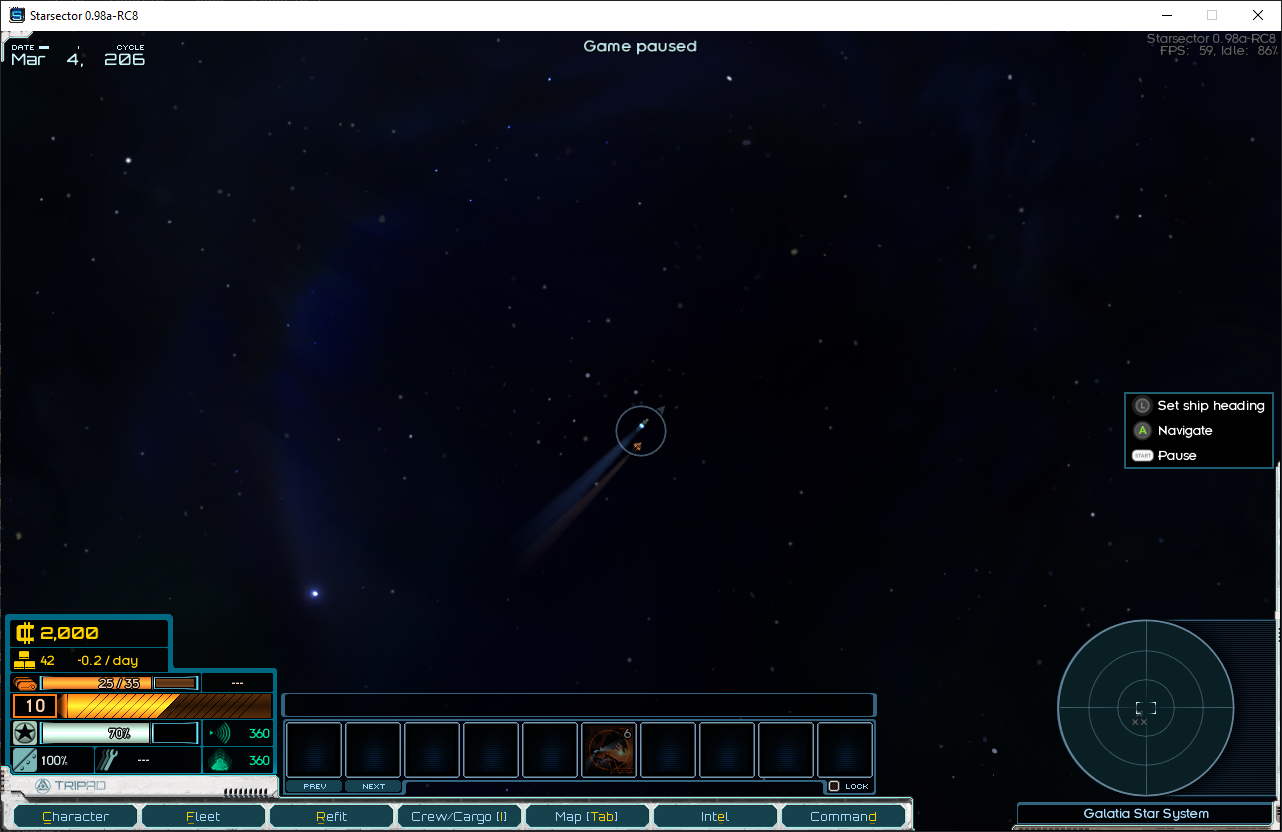 Starsector 0.98a-RC8
DATE CYCLE
Mar 4, 206
Game paused
Starsector 0.98a-RC8
FPS: 59, Idle: 86%
L Set ship heading
A Navigate
START Pause
2,000
42 -0.2 / day
25 / 35 ---
10
70% 360
100% --- 360
TRIPAD
6
PREV NEXT LOCK
Character Fleet Refit Crew/Cargo [I] Map [Tab] Intel Command
Galatia Star System